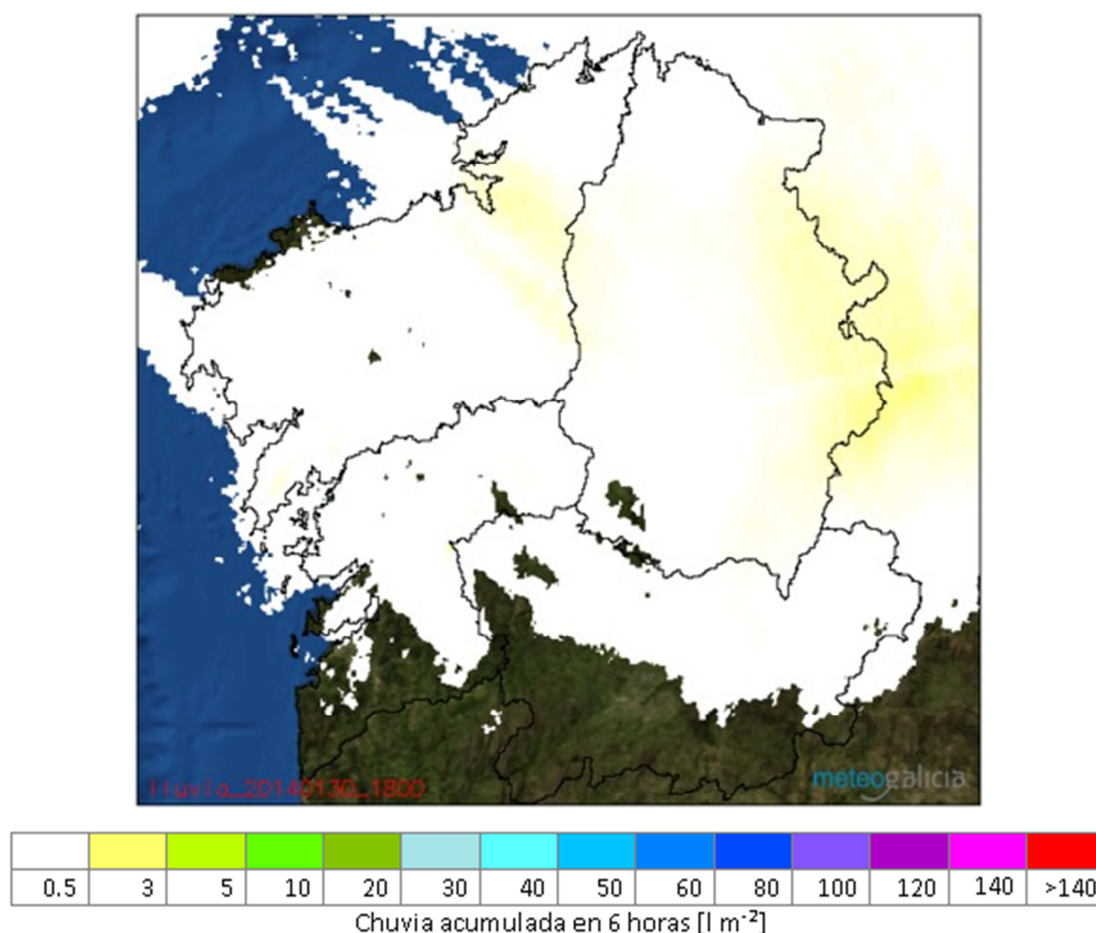 lluvia_20140130_1800
meteogalicia
0.5 3 5 10 20 30 40 50 60 80 100 120 140 >140
Chuvia acumulada en 6 horas [l m⁻²]